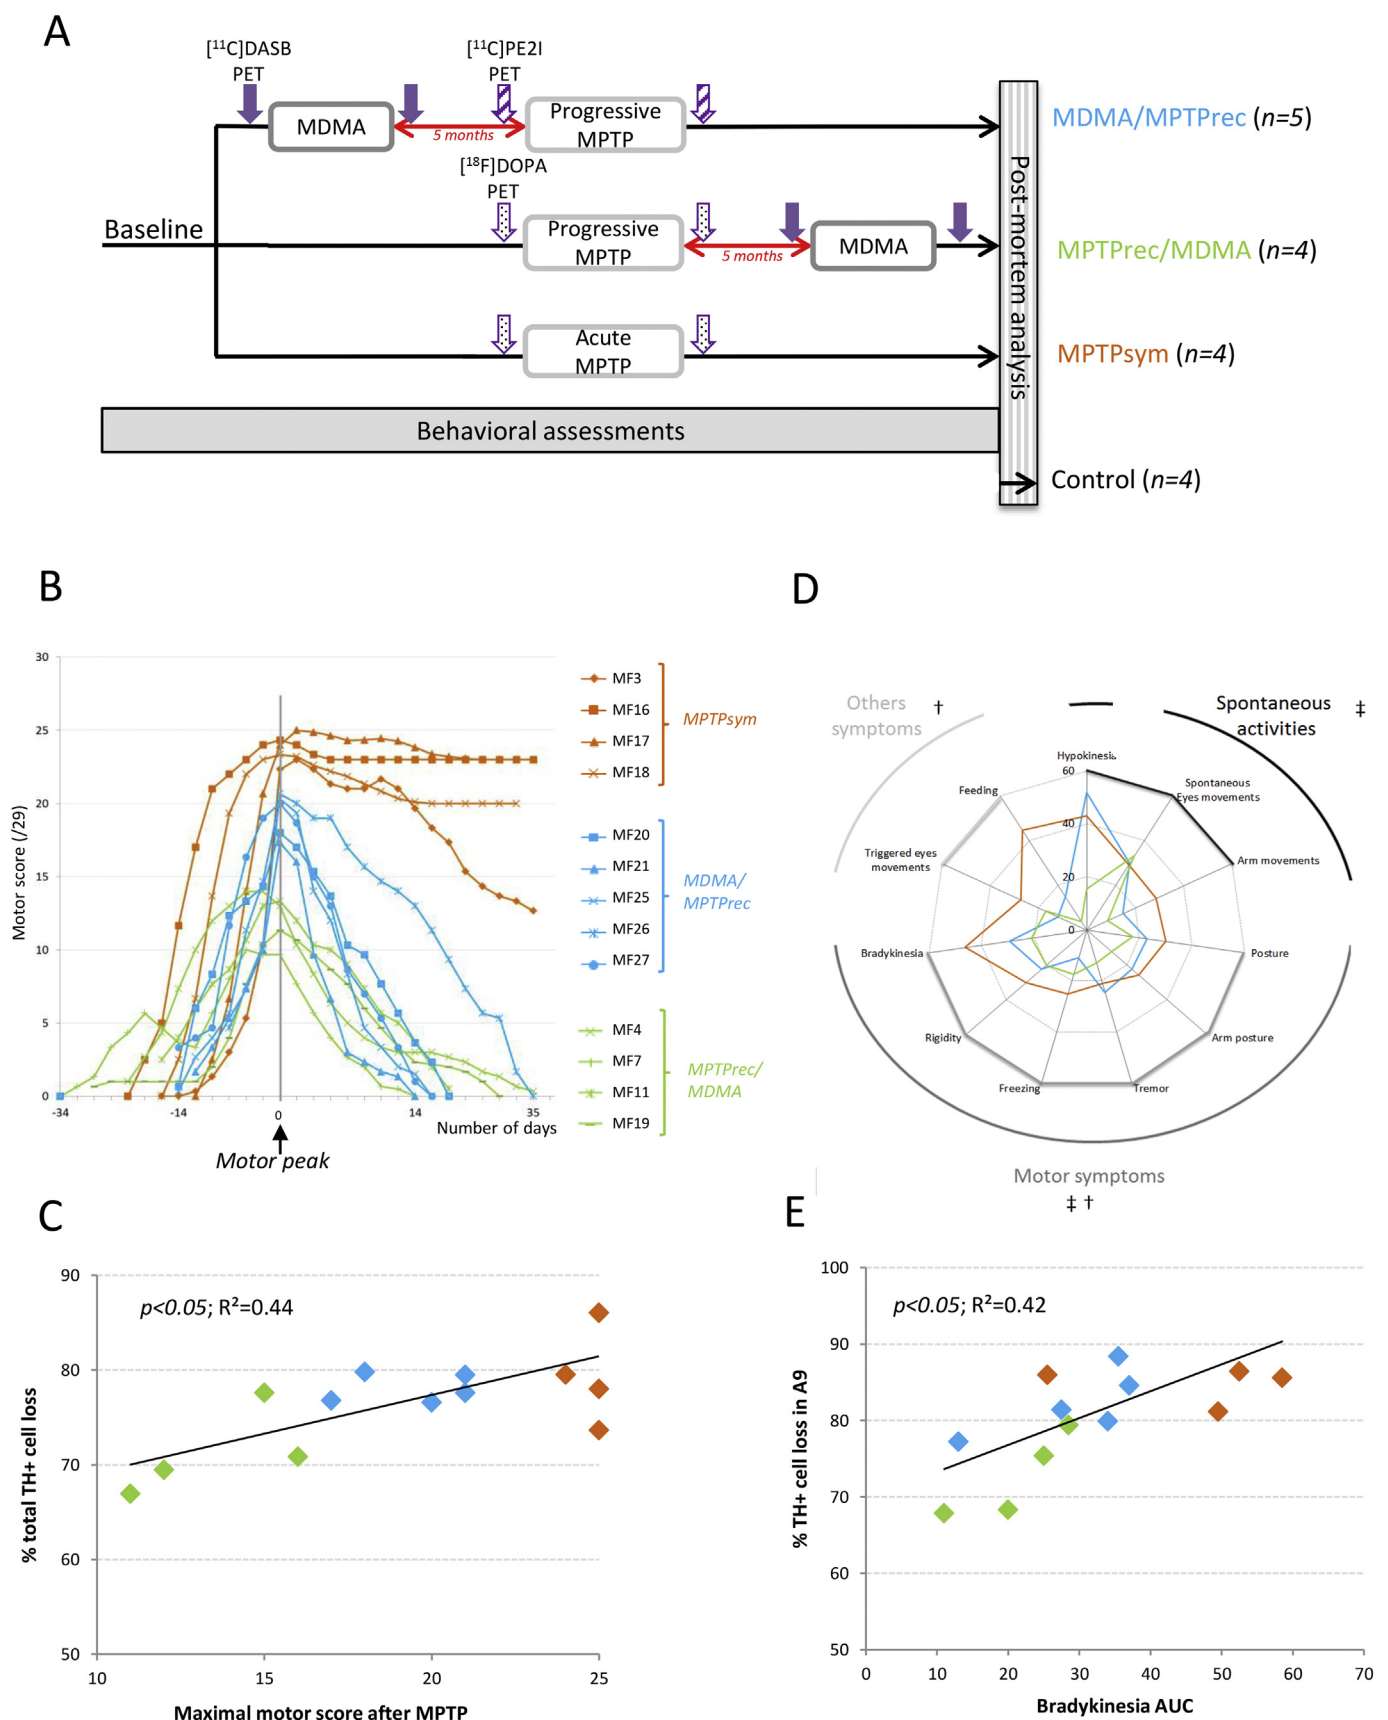 A
[¹¹C]DASB
PET
[¹¹C]PE2I
PET
MDMA
5 months
Progressive
MPTP
MDMA/MPTPrec (n=5)
[¹⁸F]DOPA
PET
Baseline
Progressive
MPTP
5 months
MDMA
MPTPrec/MDMA (n=4)
Acute
MPTP
MPTPsym (n=4)
Post-mortem analysis
Behavioral assessments
Control (n=4)
B
Motor score (/29)
30
25
20
15
10
5
0
-34
-14
0
14
35
Number of days
Motor peak
MF3
MF16
MF17
MF18
MPTPsym
MF20
MF21
MF25
MF26
MF27
MDMA/
MPTPrec
MF4
MF7
MF11
MF19
MPTPrec/
MDMA
D
Others
symptoms
†
Spontaneous
activities
‡
Hypokinesia
60
40
20
0
Spontaneous
Eyes movements
Arm movements
Posture
Arm posture
Tremor
Freezing
Rigidity
Bradykinesia
Triggered eyes
movements
Feeding
Motor symptoms
‡ †
C
p<0.05; R²=0.44
% total TH+ cell loss
90
80
70
60
50
10
15
20
25
Maximal motor score after MPTP
E
p<0.05; R²=0.42
% TH+ cell loss in A9
100
90
80
70
60
50
0
10
20
30
40
50
60
70
Bradykinesia AUC